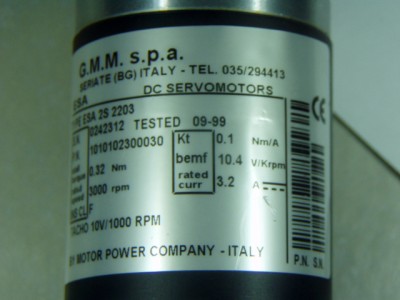 G.M.M. s.p.a.
SERIATE (BG) ITALY - TEL. 035/294413
ESA DC SERVOMOTORS
TYPE ESA 2S 2203
0242312 TESTED 09-99
1010102300030
0.32 Nm
3000 rpm
F
Kt 0.1 Nm/A
bemf 10.4 V/Krpm
rated curr 3.2 A
TACHO 10V/1000 RPM
BY MOTOR POWER COMPANY - ITALY
CE
P.N. S.N.